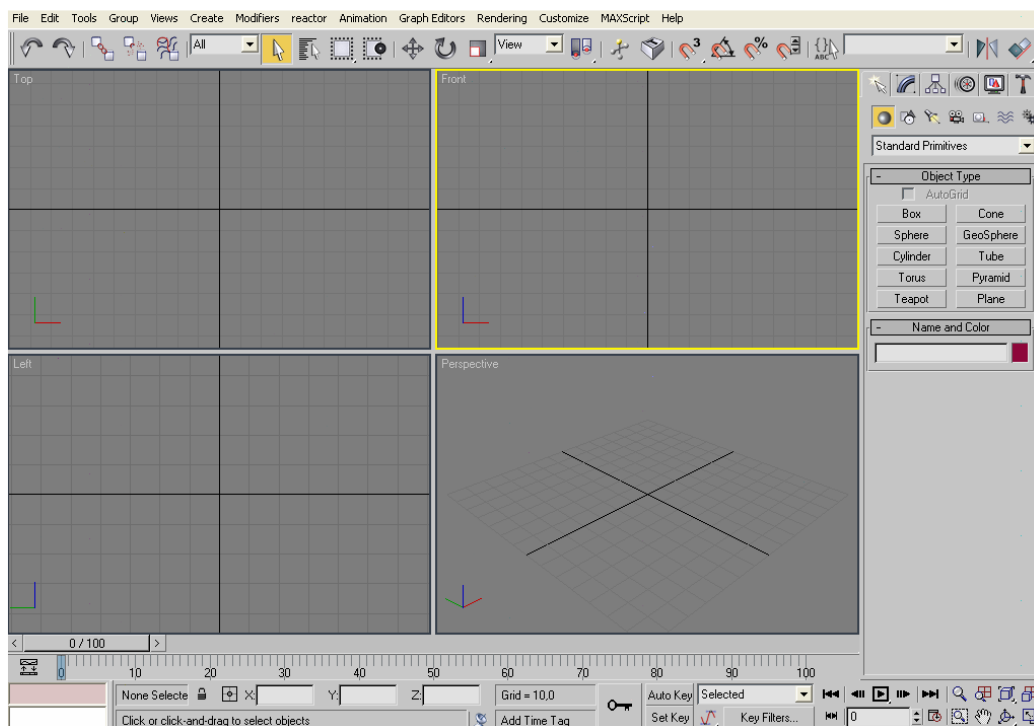 File Edit Tools Group Views Create Modifiers reactor Animation Graph Editors Rendering Customize MAXScript Help
All View 3 % {} ABC
Top Front
Standard Primitives
- Object Type
AutoGrid
Box Cone
Sphere GeoSphere
Cylinder Tube
Torus Pyramid
Teapot Plane
- Name and Color
Left Perspective
< 0 / 100 >
0 10 20 30 40 50 60 70 80 90 100
None Selecte X: Y: Z: Grid = 10,0 Auto Key Selected
Click or click-and-drag to select objects Add Time Tag Set Key Key Filters... 0